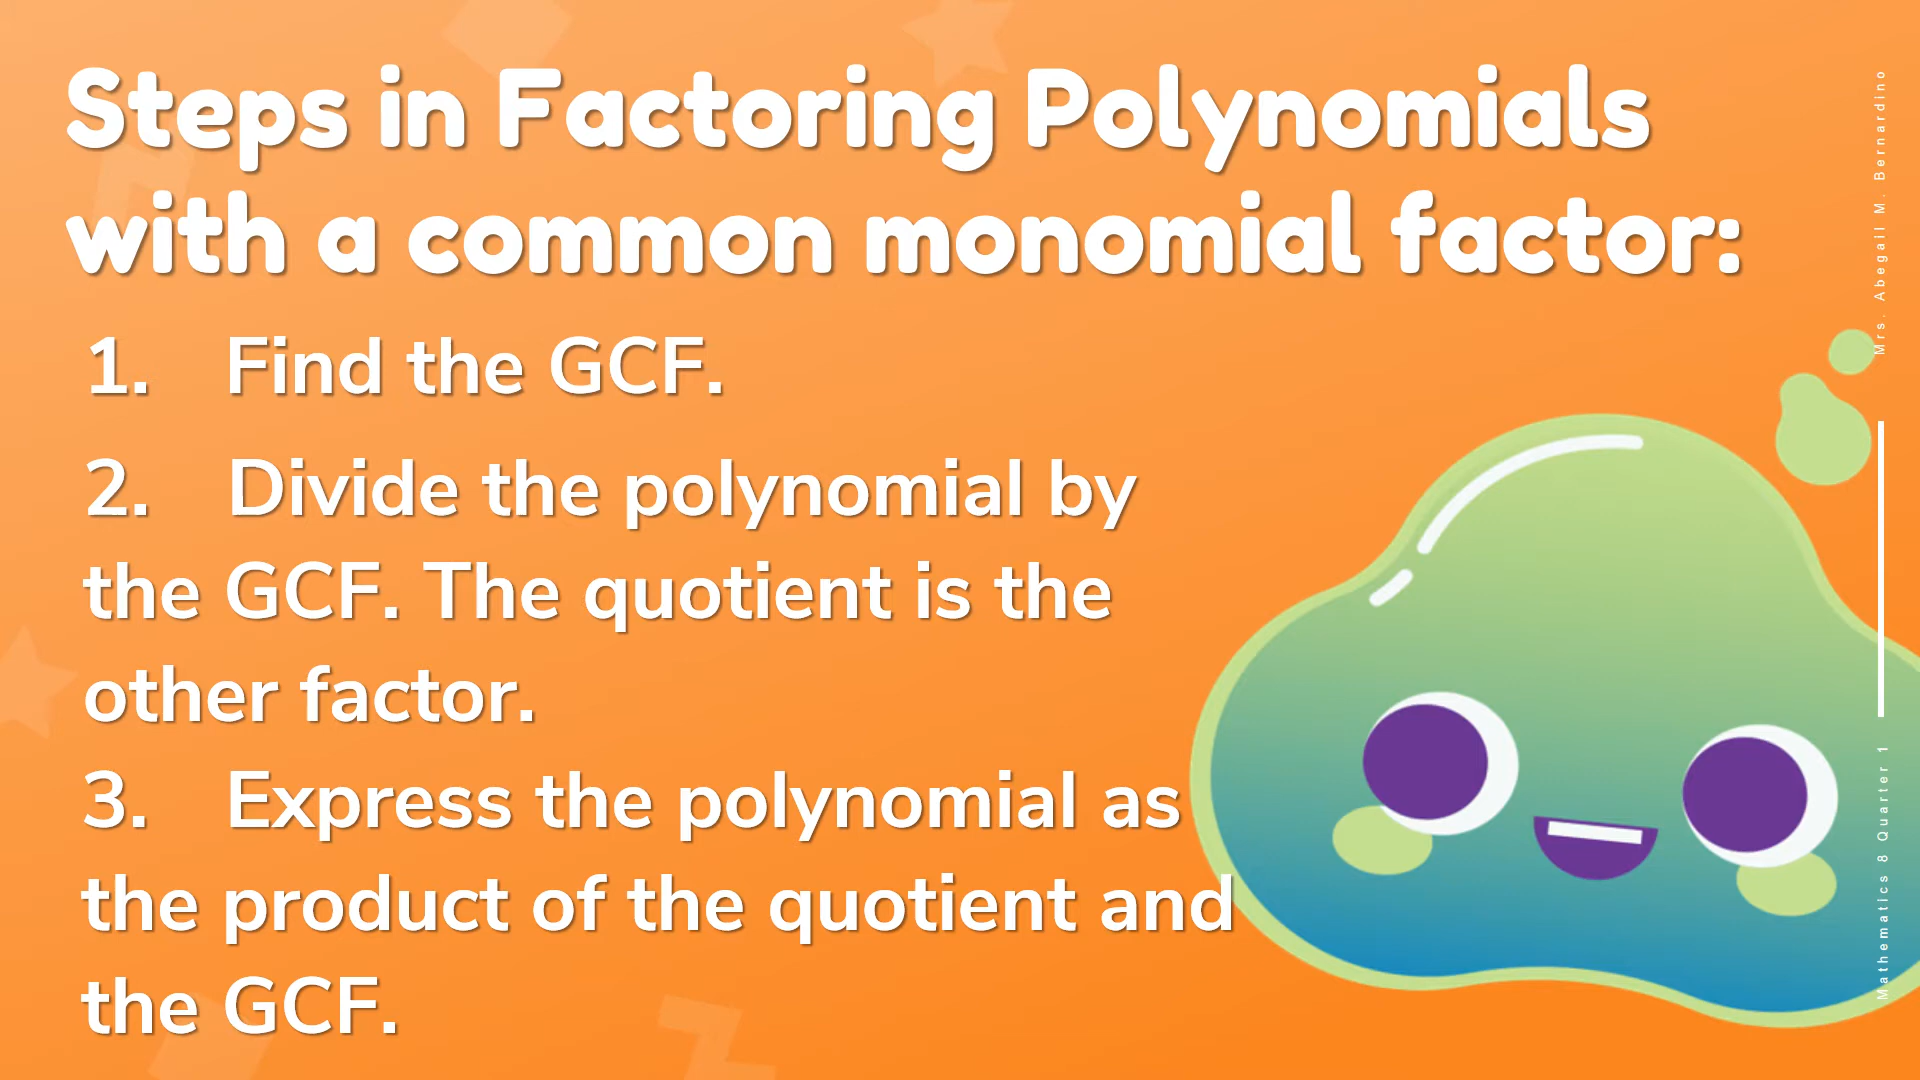 Steps in Factoring Polynomials
with a common monomial factor:
1. Find the GCF.
2. Divide the polynomial by
the GCF. The quotient is the
other factor.
3. Express the polynomial as
the product of the quotient and
the GCF.
Mrs. Abegail M. Bernardino
Mathematics 8 Quarter 1